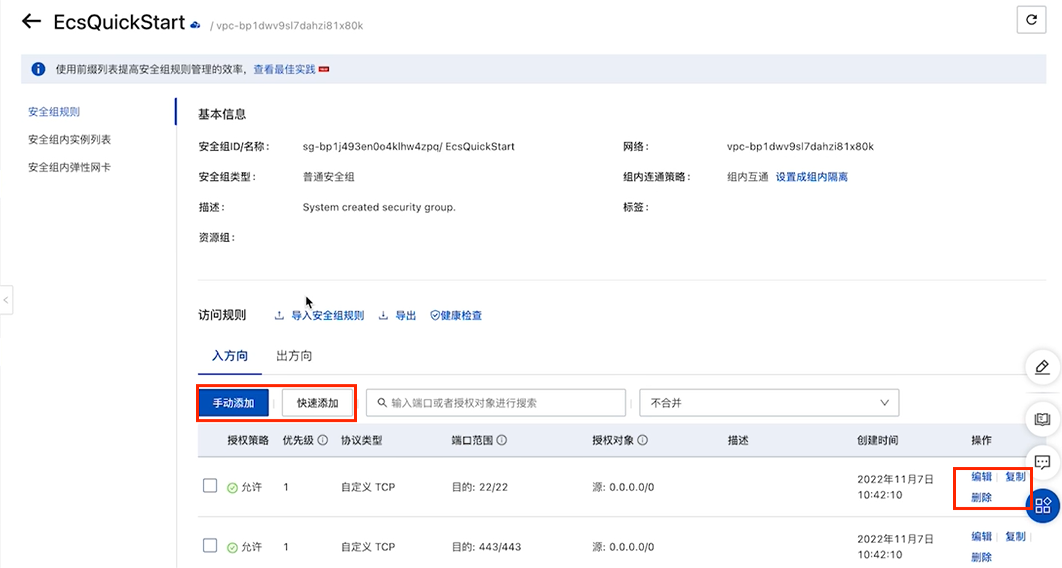 EcsQuickStart / vpc-bp1dwv9sl7dahzi81x80k
使用前缀列表提高安全组规则管理的效率，查看最佳实践 NEW
安全组规则
安全组内实例列表
安全组内弹性网卡
基本信息
安全组ID/名称： sg-bp1j493en0o4klhw4zpq/ EcsQuickStart 网络： vpc-bp1dwv9sl7dahzi81x80k
安全组类型： 普通安全组 组内连通策略： 组内互通 设置成组内隔离
描述： System created security group. 标签：
资源组：
访问规则 导入安全组规则 导出 健康检查
入方向 出方向
手动添加 快速添加 输入端口或者授权对象进行搜索 不合并
授权策略 优先级 协议类型 端口范围 授权对象 描述 创建时间 操作
允许 1 自定义 TCP 目的: 22/22 源: 0.0.0.0/0 2022年11月7日 10:42:10 编辑 复制 删除
允许 1 自定义 TCP 目的: 443/443 源: 0.0.0.0/0 2022年11月7日 10:42:10 编辑 复制 删除